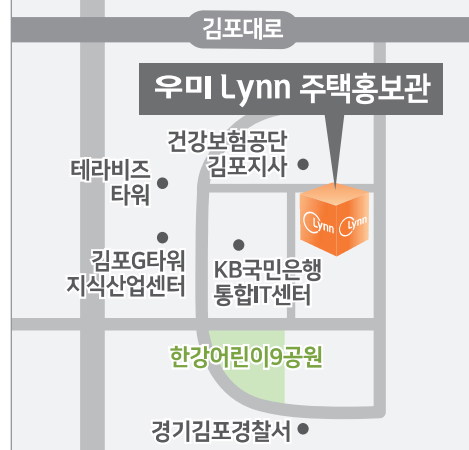 김포대로
우미 Lynn 주택홍보관
건강보험공단
김포지사
테라비즈
타워
Lynn Lynn
김포G타워
지식산업센터
KB국민은행
통합IT센터
한강어린이9공원
경기김포경찰서